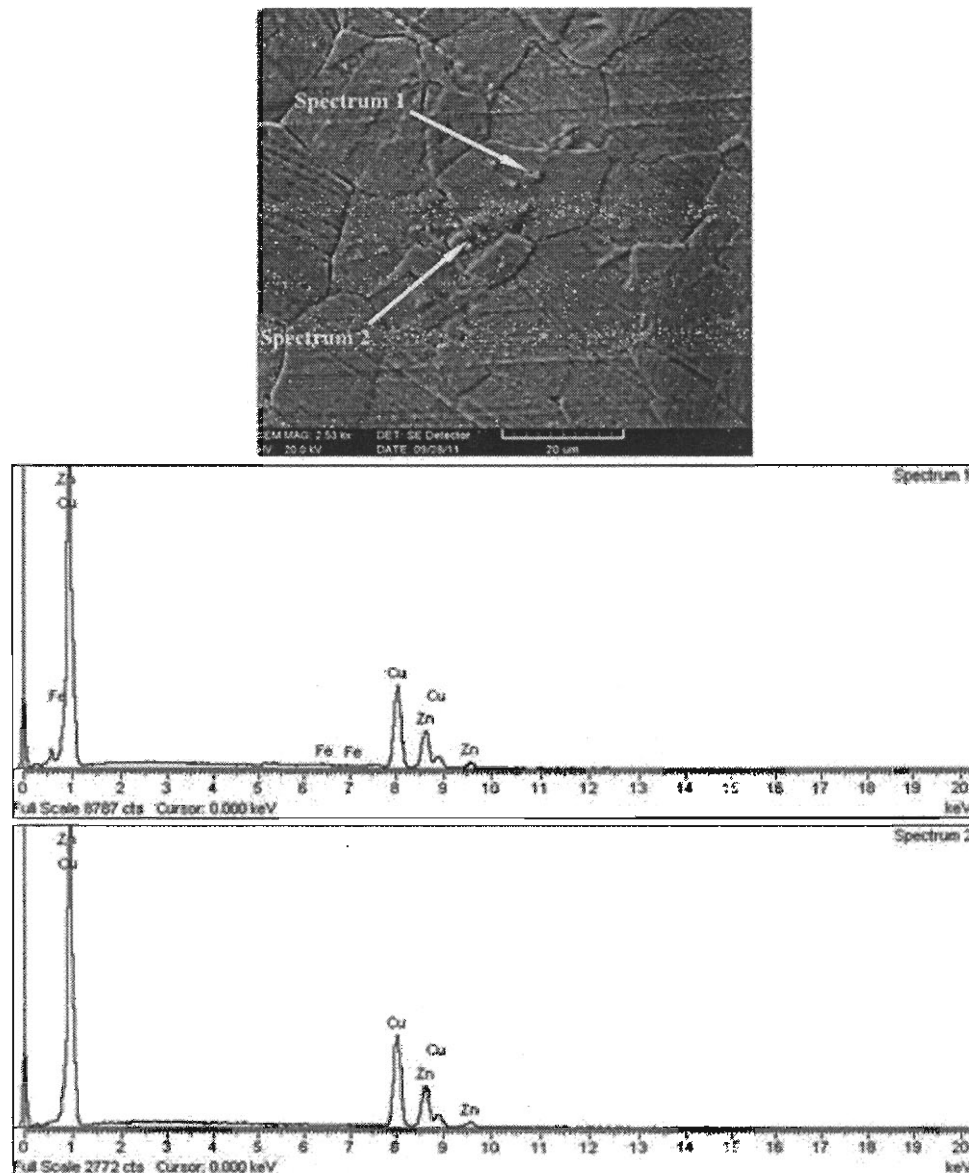 Spectrum 1
Spectrum 2
EM MAG: 2.53 kx DET: SE Detector
HV: 20.0 kV DATE: 09/28/11 20 um
Spectrum 1
Zn
Cu
Fe
Fe Fe
Cu
Cu
Zn
Zn
0 1 2 3 4 5 6 7 8 9 10 11 12 13 14 15 16 17 18 19 20
Full Scale 8787 cts Cursor: 0.000 keV keV
Spectrum 2
Zn
Cu
Cu
Cu
Zn
Zn
0 1 2 3 4 5 6 7 8 9 10 11 12 13 14 15 16 17 18 19 20
Full Scale 2772 cts Cursor: 0.000 keV keV